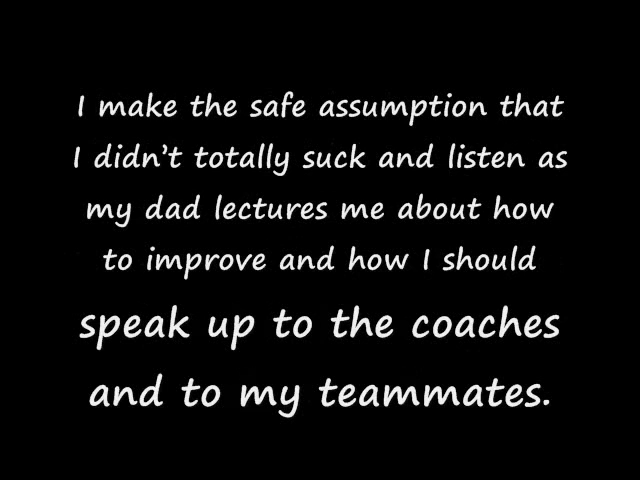 I make the safe assumption that
I didn't totally suck and listen as
my dad lectures me about how
to improve and how I should
speak up to the coaches
and to my teammates.